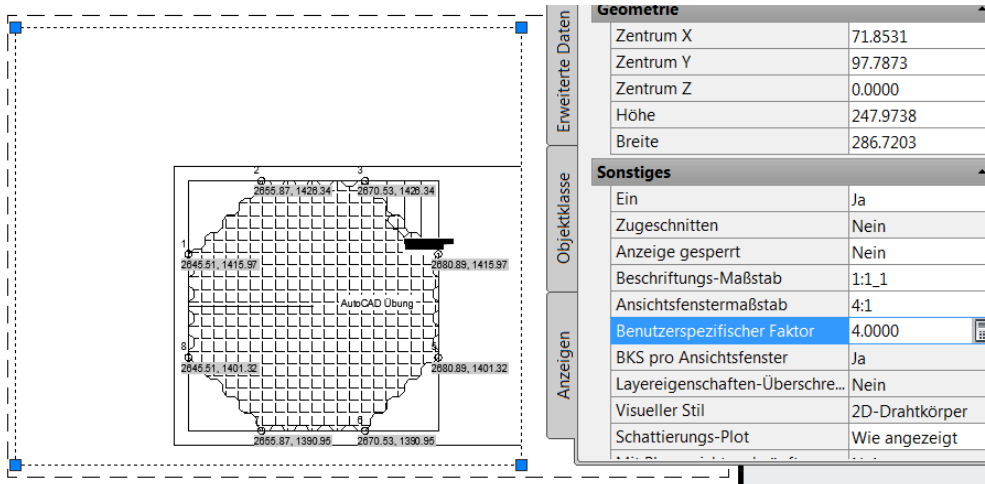 2
3
2655.87, 1426.34
2670.53, 1426.34
1
2645.51, 1415.97
2680.89, 1415.97
AutoCAD Übung
8
2645.51, 1401.32
2680.89, 1401.32
2655.87, 1390.95
2670.53, 1390.95
Erweiterte Daten
Objektklasse
Anzeigen
Geometrie
Zentrum X 71.8531
Zentrum Y 97.7873
Zentrum Z 0.0000
Höhe 247.9738
Breite 286.7203
Sonstiges
Ein Ja
Zugeschnitten Nein
Anzeige gesperrt Nein
Beschriftungs-Maßstab 1:1_1
Ansichtsfenstermaßstab 4:1
Benutzerspezifischer Faktor 4.0000
BKS pro Ansichtsfenster Ja
Layereigenschaften-Überschre... Nein
Visueller Stil 2D-Drahtkörper
Schattierungs-Plot Wie angezeigt